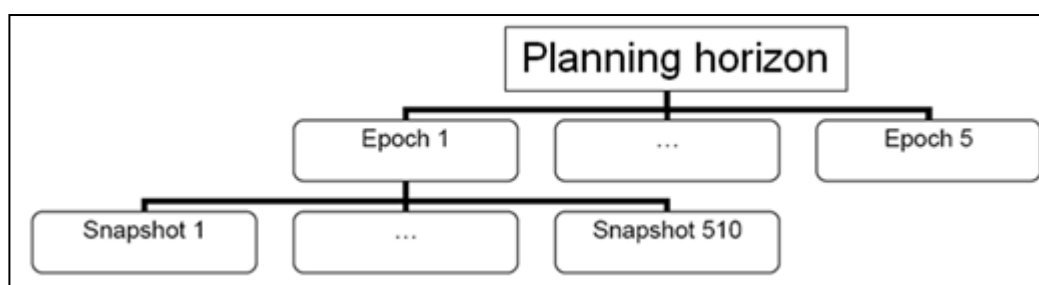 Planning horizon
Epoch 1
…
Epoch 5
Snapshot 1
…
Snapshot 510